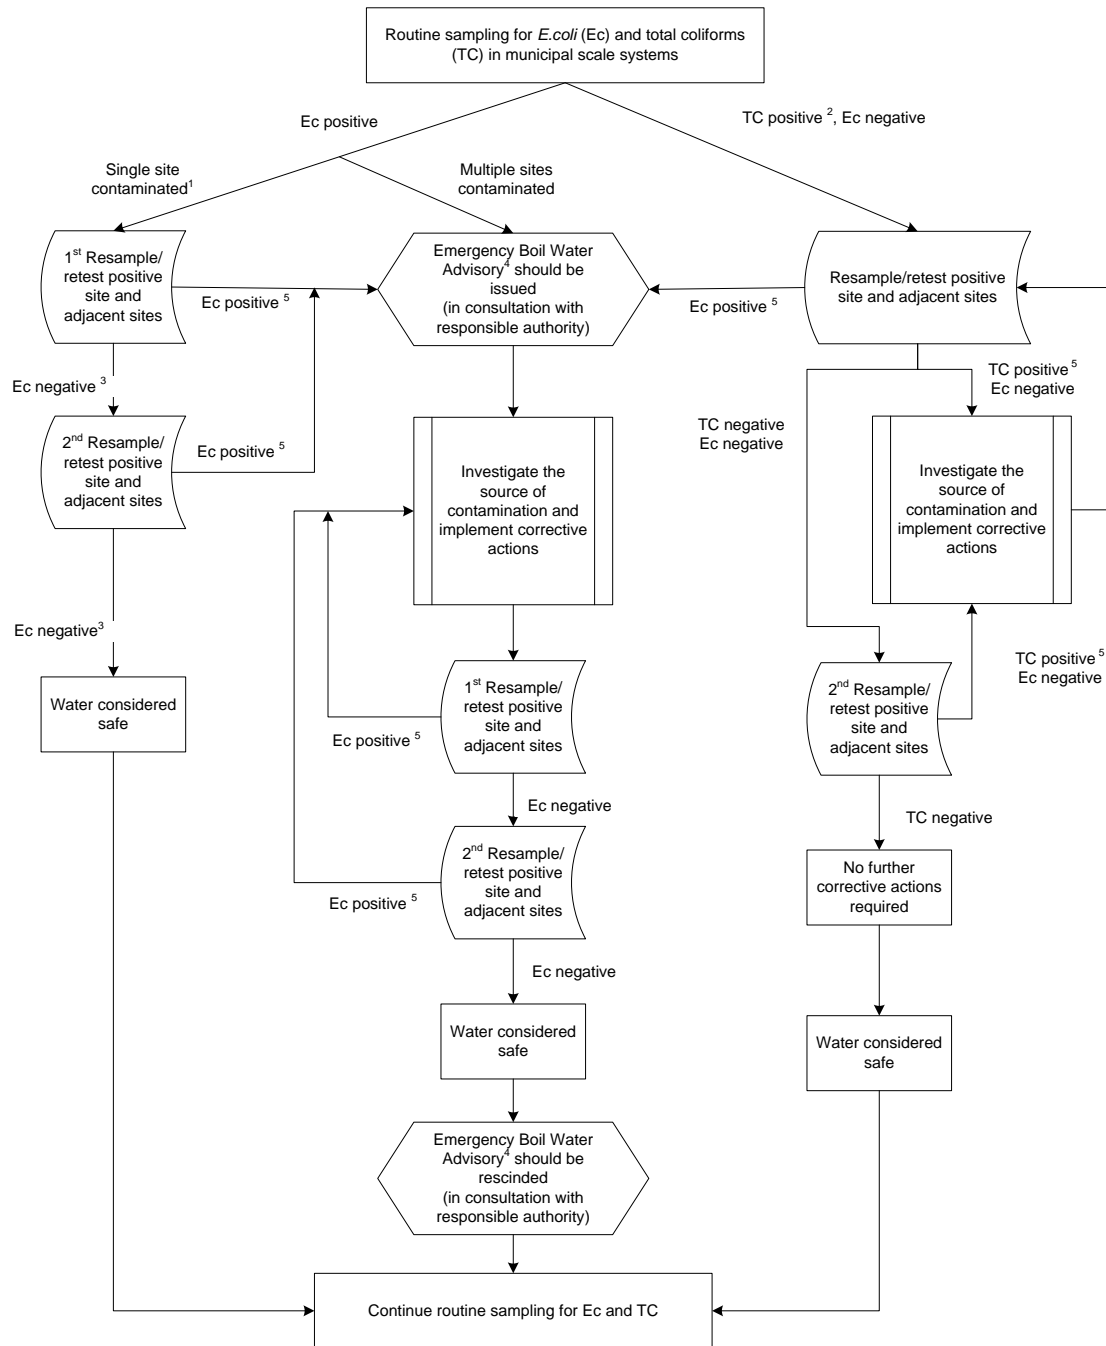 Routine sampling for E.coli (Ec) and total coliforms
(TC) in municipal scale systems
Ec positive
TC positive ², Ec negative
Single site
contaminated¹
Multiple sites
contaminated
1st Resample/
retest positive
site and
adjacent sites
Ec positive ⁵
Emergency Boil Water
Advisory⁴ should be
issued
(in consultation with
responsible authority)
Ec positive ⁵
Resample/retest positive
site and adjacent sites
Ec negative ³
TC positive ⁵
Ec negative
TC negative
Ec negative
2nd Resample/
retest positive
site and
adjacent sites
Ec positive ⁵
Investigate the
source of
contamination and
implement corrective
actions
Investigate the
source of
contamination and
implement corrective
actions
Ec negative³
TC positive ⁵
Ec negative
Water considered
safe
1st Resample/
retest positive
site and
adjacent sites
Ec positive ⁵
2nd Resample/
retest positive
site and
adjacent sites
Ec negative
TC negative
2nd Resample/
retest positive
site and
adjacent sites
Ec positive ⁵
No further
corrective actions
required
Ec negative
Water considered
safe
Water considered
safe
Emergency Boil Water
Advisory⁴ should be
rescinded
(in consultation with
responsible authority)
Continue routine sampling for Ec and TC